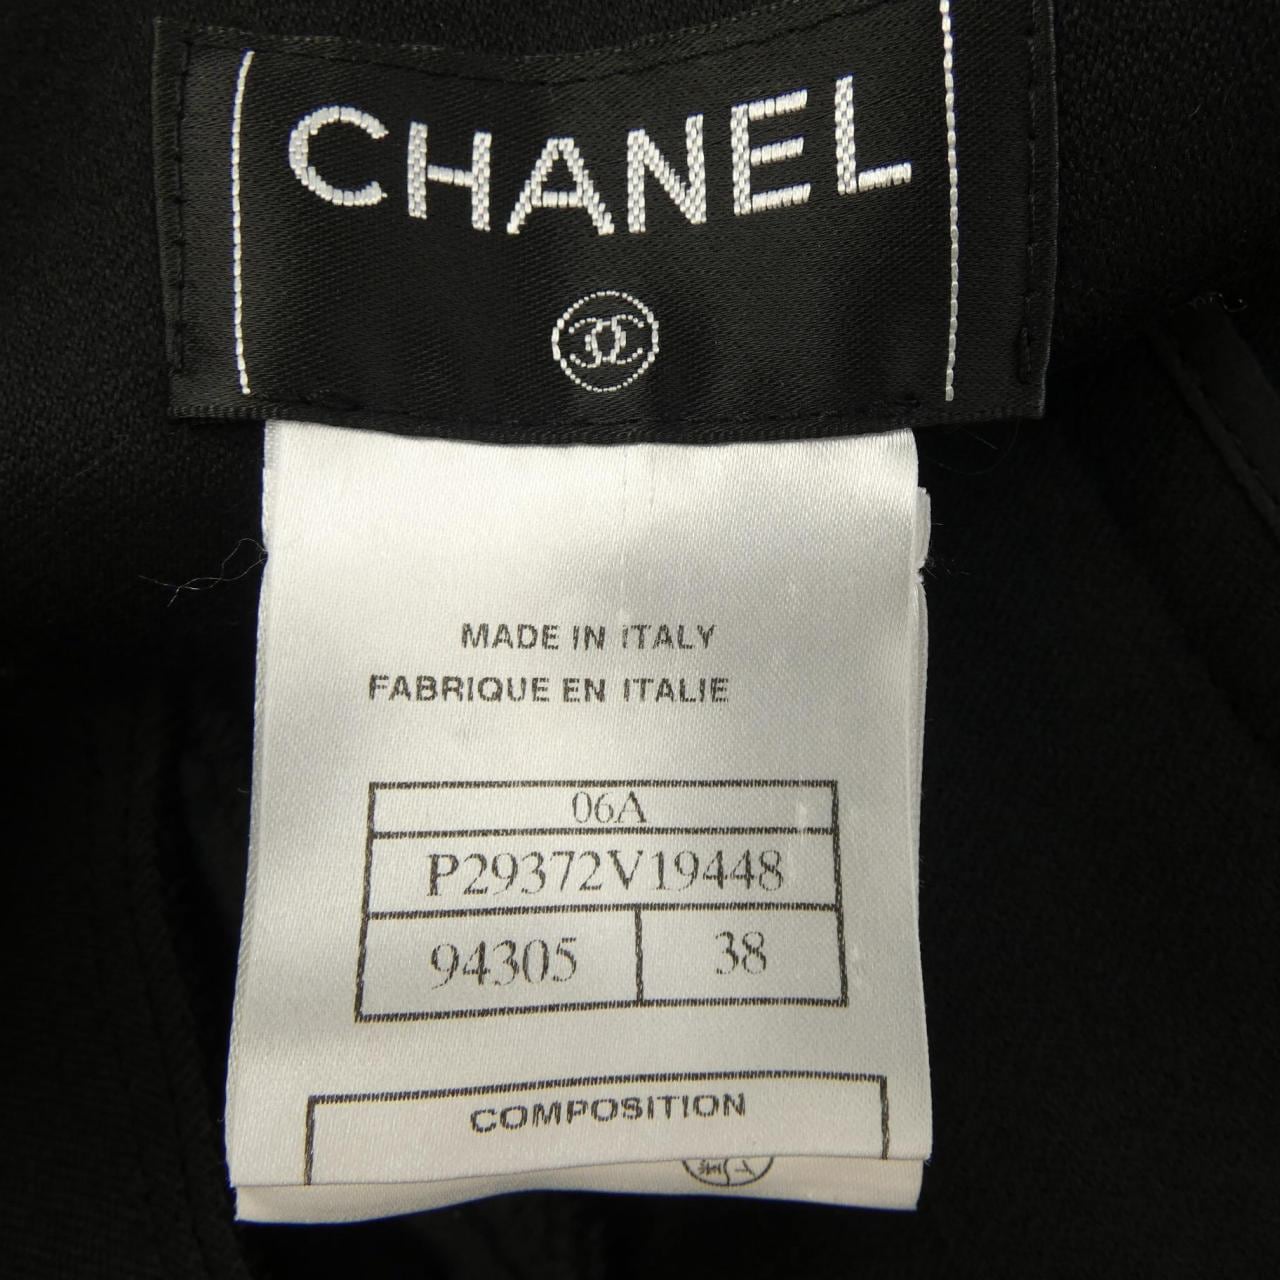 CHANEL
MADE IN ITALY
FABRIQUE EN ITALIE
06A
P29372V19448
94305 38
COMPOSITION